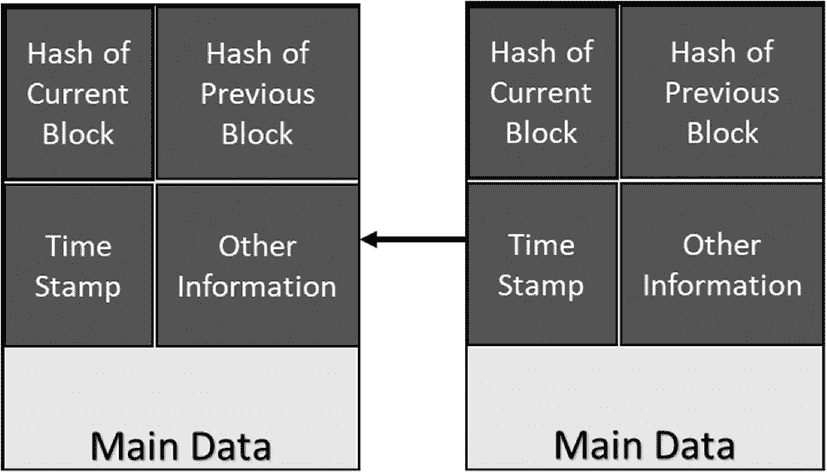 Hash of
Current
Block
Hash of
Previous
Block
Time
Stamp
Other
Information
Main Data
Hash of
Current
Block
Hash of
Previous
Block
Time
Stamp
Other
Information
Main Data